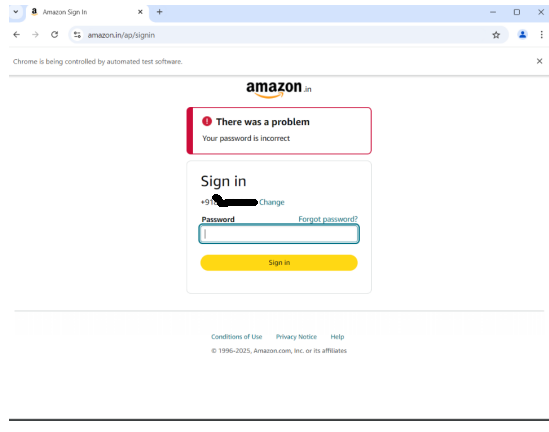 Amazon Sign In
amazon.in/ap/signin
Chrome is being controlled by automated test software.
amazon.in
There was a problem
Your password is incorrect
Sign in
+91 Change
Password Forgot password?
Sign in
Conditions of Use Privacy Notice Help
© 1996-2025, Amazon.com, Inc. or its affiliates